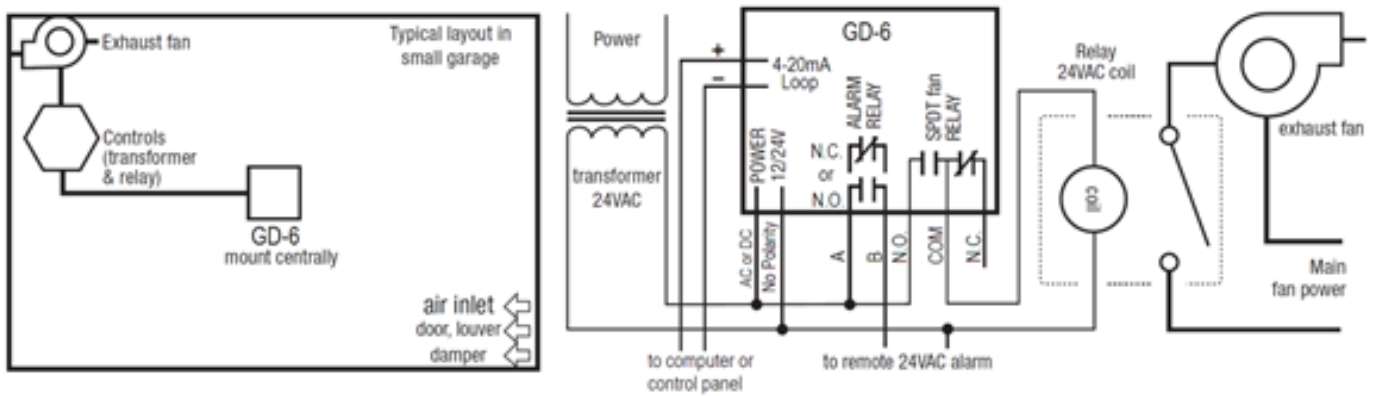 Exhaust fan
Typical layout in
small garage
Controls
(transformer
& relay)
GD-6
mount centrally
air inlet
door, louver
damper
Power
transformer
24VAC
GD-6
+
4-20mA
−
Loop
ALARM
RELAY
SPDT fan
RELAY
POWER
12/24V
N.C.
or
N.O.
AC or DC
No Polarity
A
B
N.O.
COM
N.C.
to computer or
control panel
to remote 24VAC alarm
Relay
24VAC coil
coil
exhaust fan
Main
fan power